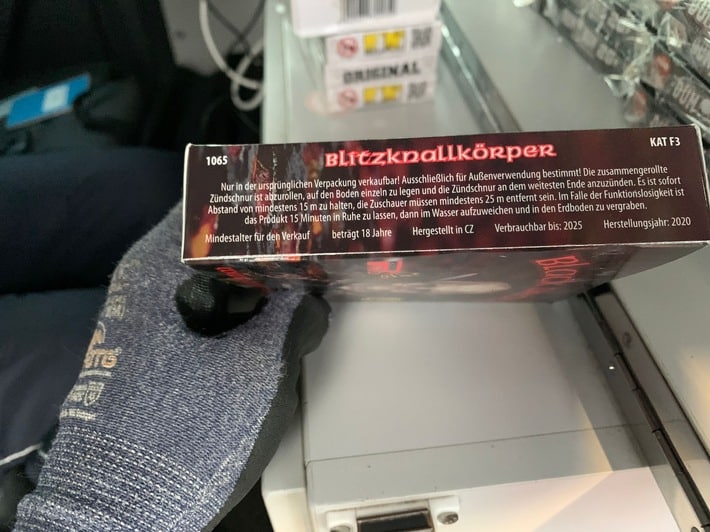 ORIGINAL
1065 Blitzknallkörper KAT F3
Nur in der ursprünglichen Verpackung verkaufbar! Ausschließlich für Außenverwendung bestimmt! Die zusammengerollte
Zündschnur ist abzurollen, auf den Boden einzeln zu legen und die Zündschnur an dem weitesten Ende anzuzünden. Es ist sofort
Abstand von mindestens 15 m zu halten, die Zuschauer müssen mindestens 25 m entfernt sein. Im Falle der Funktionslosigkeit ist
das Produkt 15 Minuten in Ruhe zu lassen, dann im Wasser aufzuweichen und in den Erdboden zu vergraben.
Mindestalter für den Verkauf beträgt 18 Jahre Hergestellt in CZ Verbrauchbar bis: 2025 Herstellungsjahr: 2020